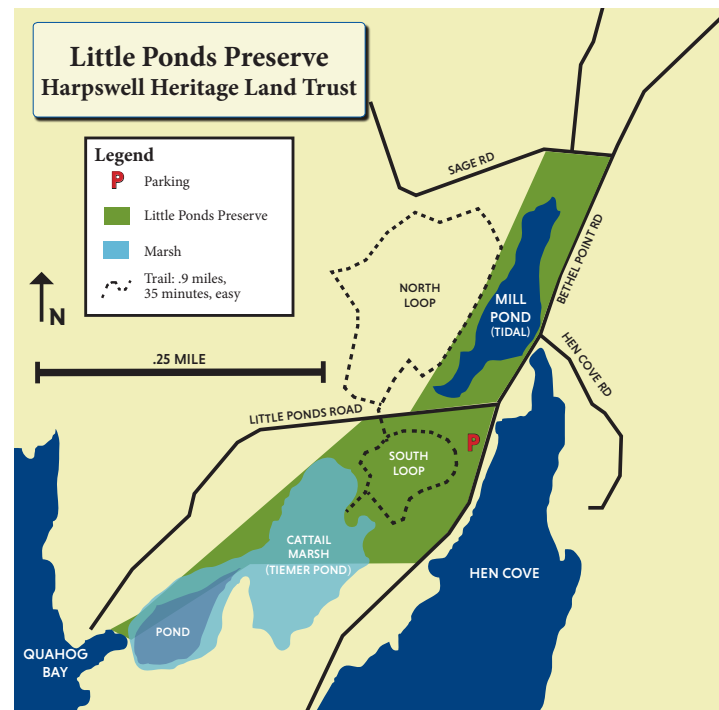 Little Ponds Preserve
Harpswell Heritage Land Trust
Legend
P Parking
Little Ponds Preserve
Marsh
Trail: .9 miles,
35 minutes, easy
N
.25 MILE
SAGE RD
BETHEL POINT RD
NORTH
LOOP
MILL
POND
(TIDAL)
HEN COVE RD
LITTLE PONDS ROAD
P
SOUTH
LOOP
CATTAIL
MARSH
(TIEMER POND)
HEN COVE
POND
QUAHOG
BAY